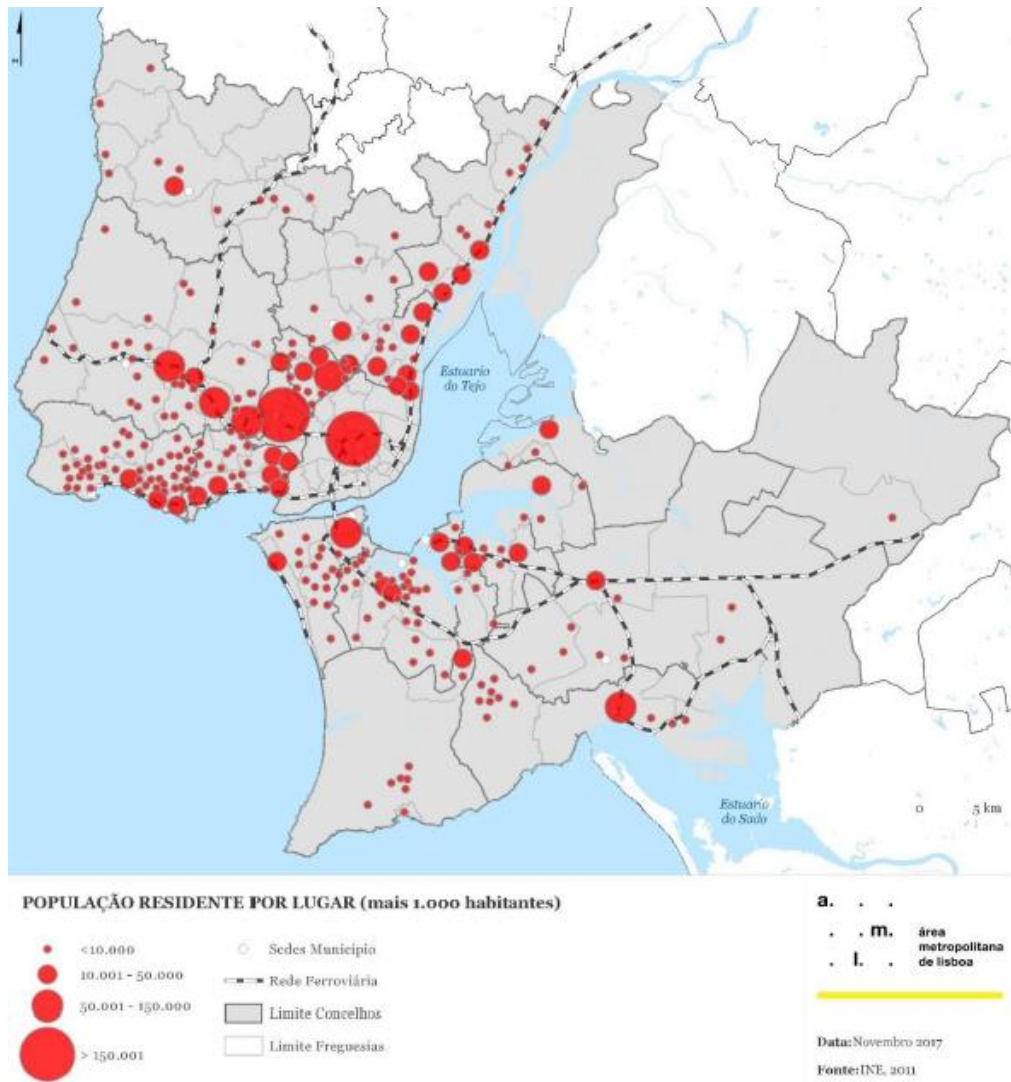 N
Estuario
do Tejo
Estuario
do Sado
0 5 km
POPULAÇÃO RESIDENTE POR LUGAR (mais 1.000 habitantes)
<10.000
10.001 - 50.000
50.001 - 150.000
> 150.001
Sedes Município
Rede Ferroviária
Limite Concelhos
Limite Freguesias
a. . .
. . m.
. l. .
área
metropolitana
de lisboa
Data:Novembro 2017
Fonte:INE, 2011